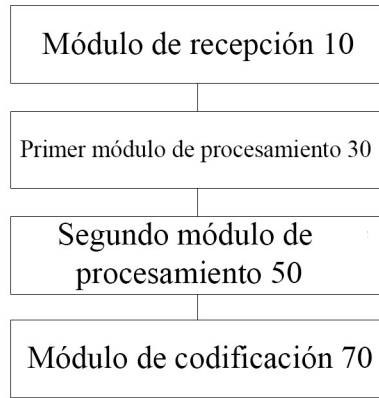 Módulo de recepción 10
Primer módulo de procesamiento 30
Segundo módulo de
procesamiento 50
Módulo de codificación 70